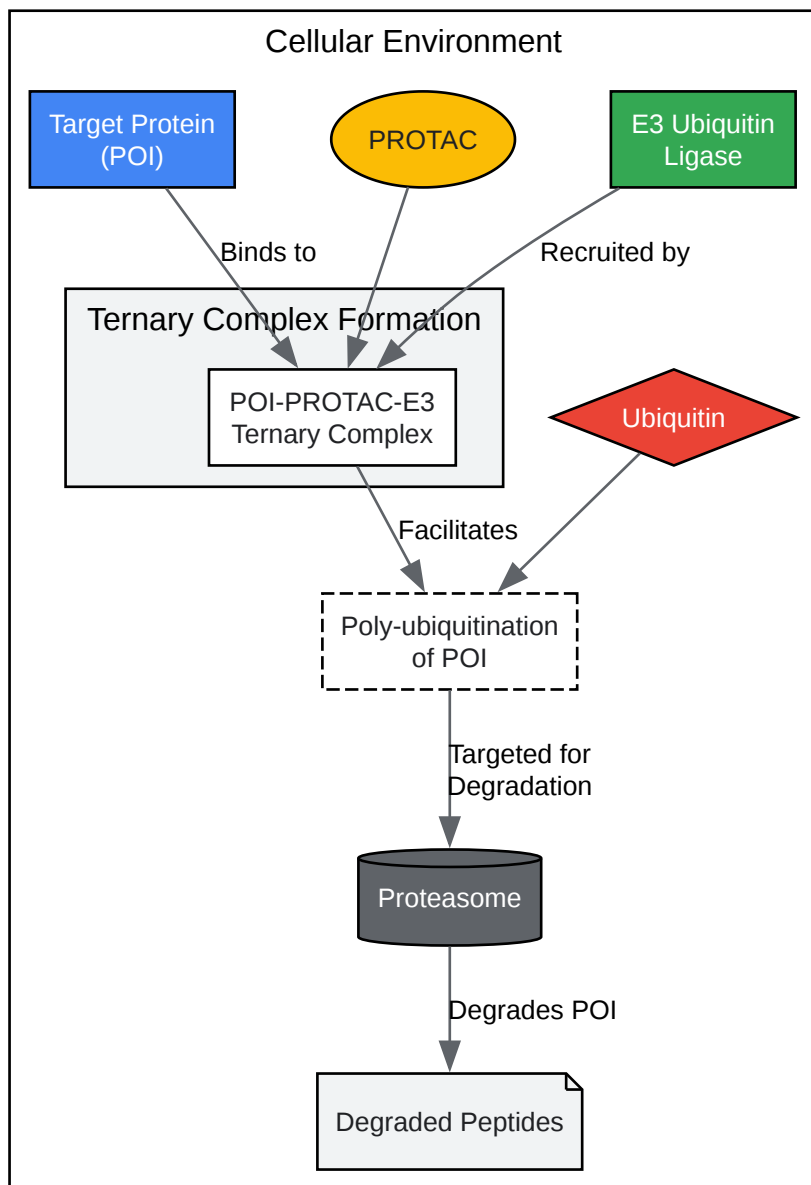 Cellular Environment
Target Protein
(POI)
PROTAC
E3 Ubiquitin
Ligase
Binds to
Recruited by
Ternary Complex Formation
POI-PROTAC-E3
Ternary Complex
Ubiquitin
Facilitates
Poly-ubiquitination
of POI
Targeted for
Degradation
Proteasome
Degrades POI
Degraded Peptides